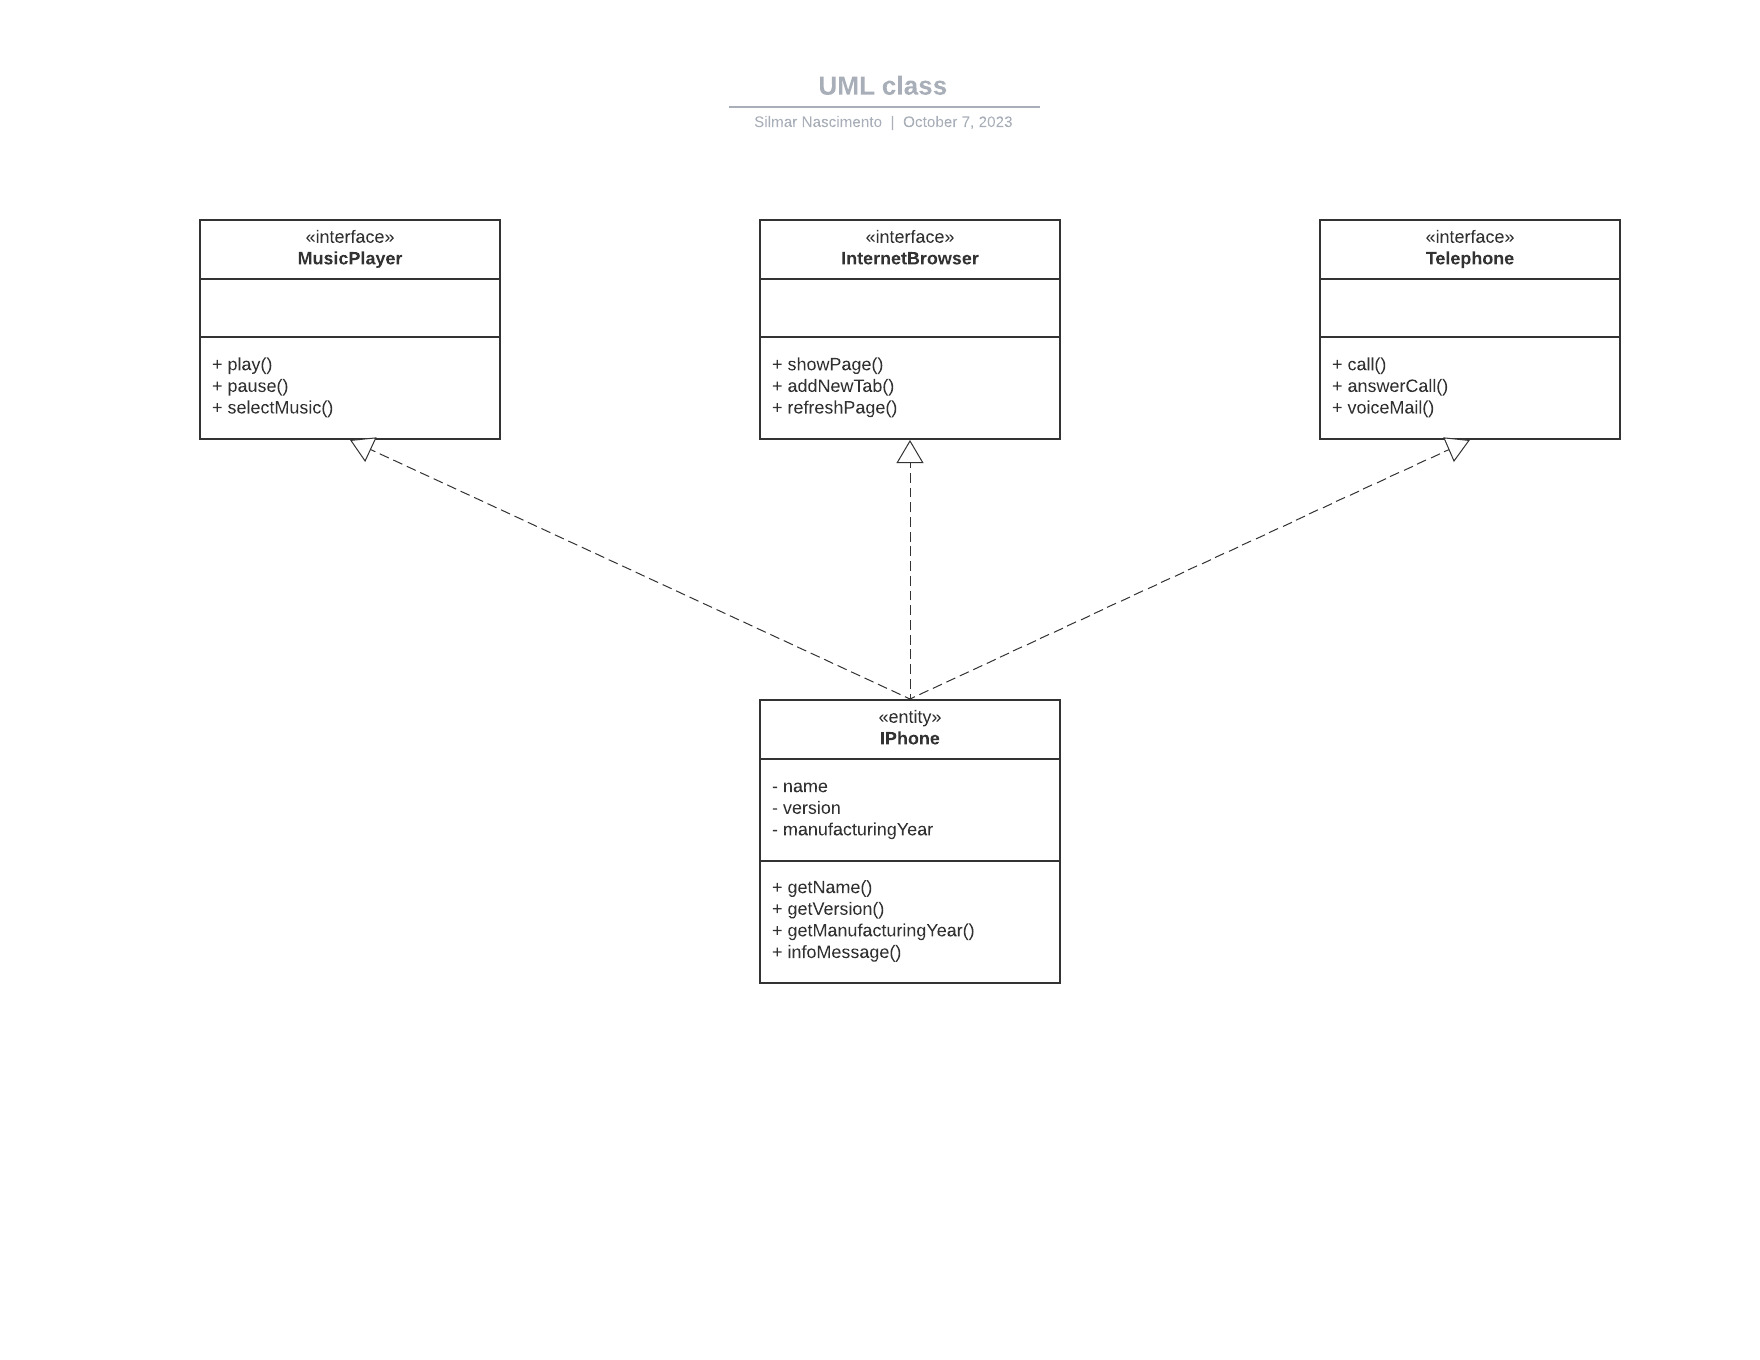 UML class
Silmar Nascimento | October 7, 2023
«interface»
MusicPlayer
+ play()
+ pause()
+ selectMusic()
«interface»
InternetBrowser
+ showPage()
+ addNewTab()
+ refreshPage()
«interface»
Telephone
+ call()
+ answerCall()
+ voiceMail()
«entity»
IPhone
- name
- version
- manufacturingYear
+ getName()
+ getVersion()
+ getManufacturingYear()
+ infoMessage()